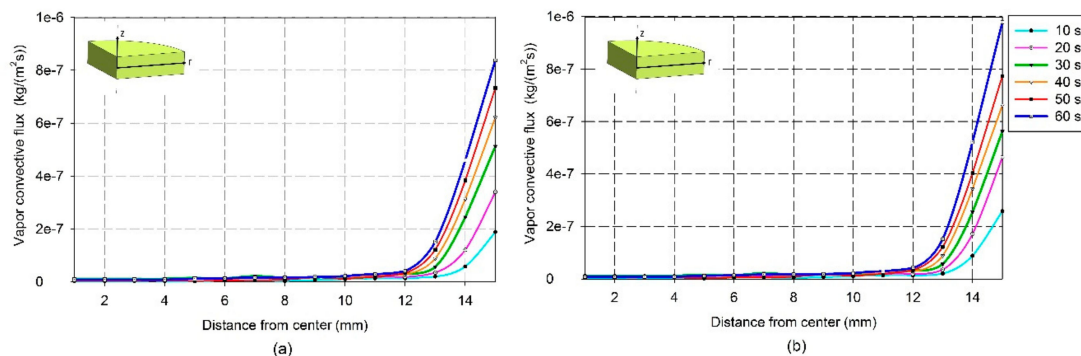 Vapor convective flux (kg/(m²s))
1e-6
8e-7
6e-7
4e-7
2e-7
0
z
r
2 4 6 8 10 12 14
Distance from center (mm)
(a)
Vapor convective flux (kg/(m²s))
1e-6
8e-7
6e-7
4e-7
2e-7
0
z
r
2 4 6 8 10 12 14
Distance from center (mm)
(b)
10 s
20 s
30 s
40 s
50 s
60 s